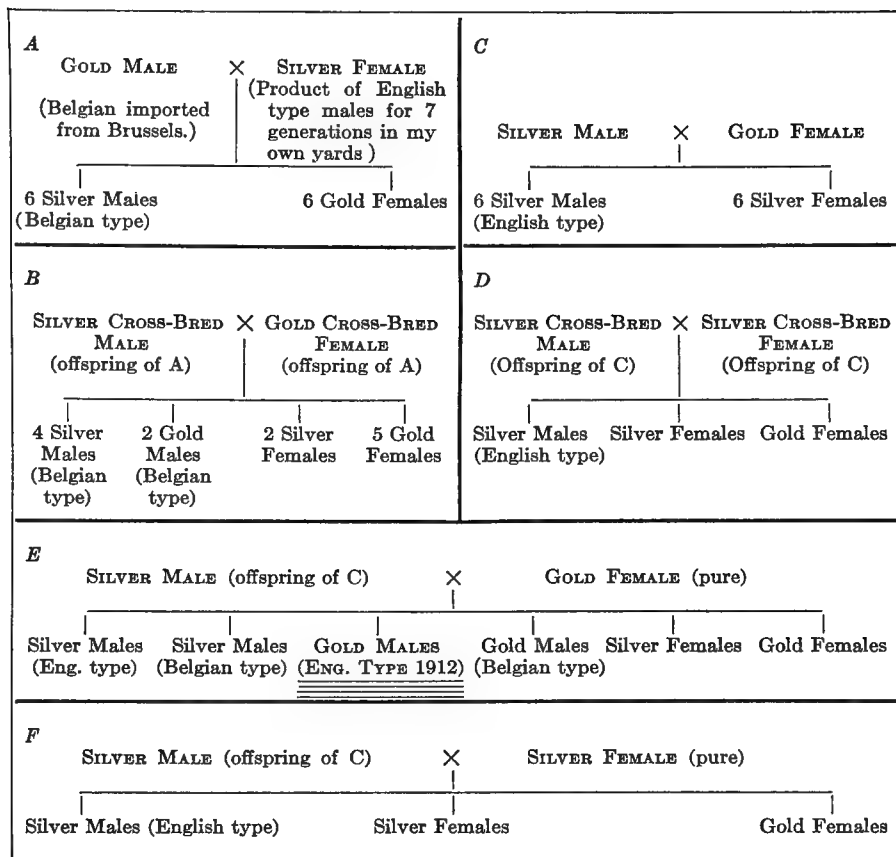 A
GOLD MALE × SILVER FEMALE
(Belgian imported from Brussels.)
(Product of English type males for 7 generations in my own yards)
6 Silver Males (Belgian type)
6 Gold Females
C
SILVER MALE × GOLD FEMALE
6 Silver Males (English type)
6 Silver Females
B
SILVER CROSS-BRED MALE (offspring of A) × GOLD CROSS-BRED FEMALE (offspring of A)
4 Silver Males (Belgian type)
2 Gold Males (Belgian type)
2 Silver Females
5 Gold Females
D
SILVER CROSS-BRED MALE (Offspring of C) × SILVER CROSS-BRED FEMALE (Offspring of C)
Silver Males (English type)
Silver Females
Gold Females
E
SILVER MALE (offspring of C) × GOLD FEMALE (pure)
Silver Males (Eng. type)
Silver Males (Belgian type)
GOLD MALES (ENG. TYPE 1912)
Gold Males (Belgian type)
Silver Females
Gold Females
F
SILVER MALE (offspring of C) × SILVER FEMALE (pure)
Silver Males (English type)
Silver Females
Gold Females